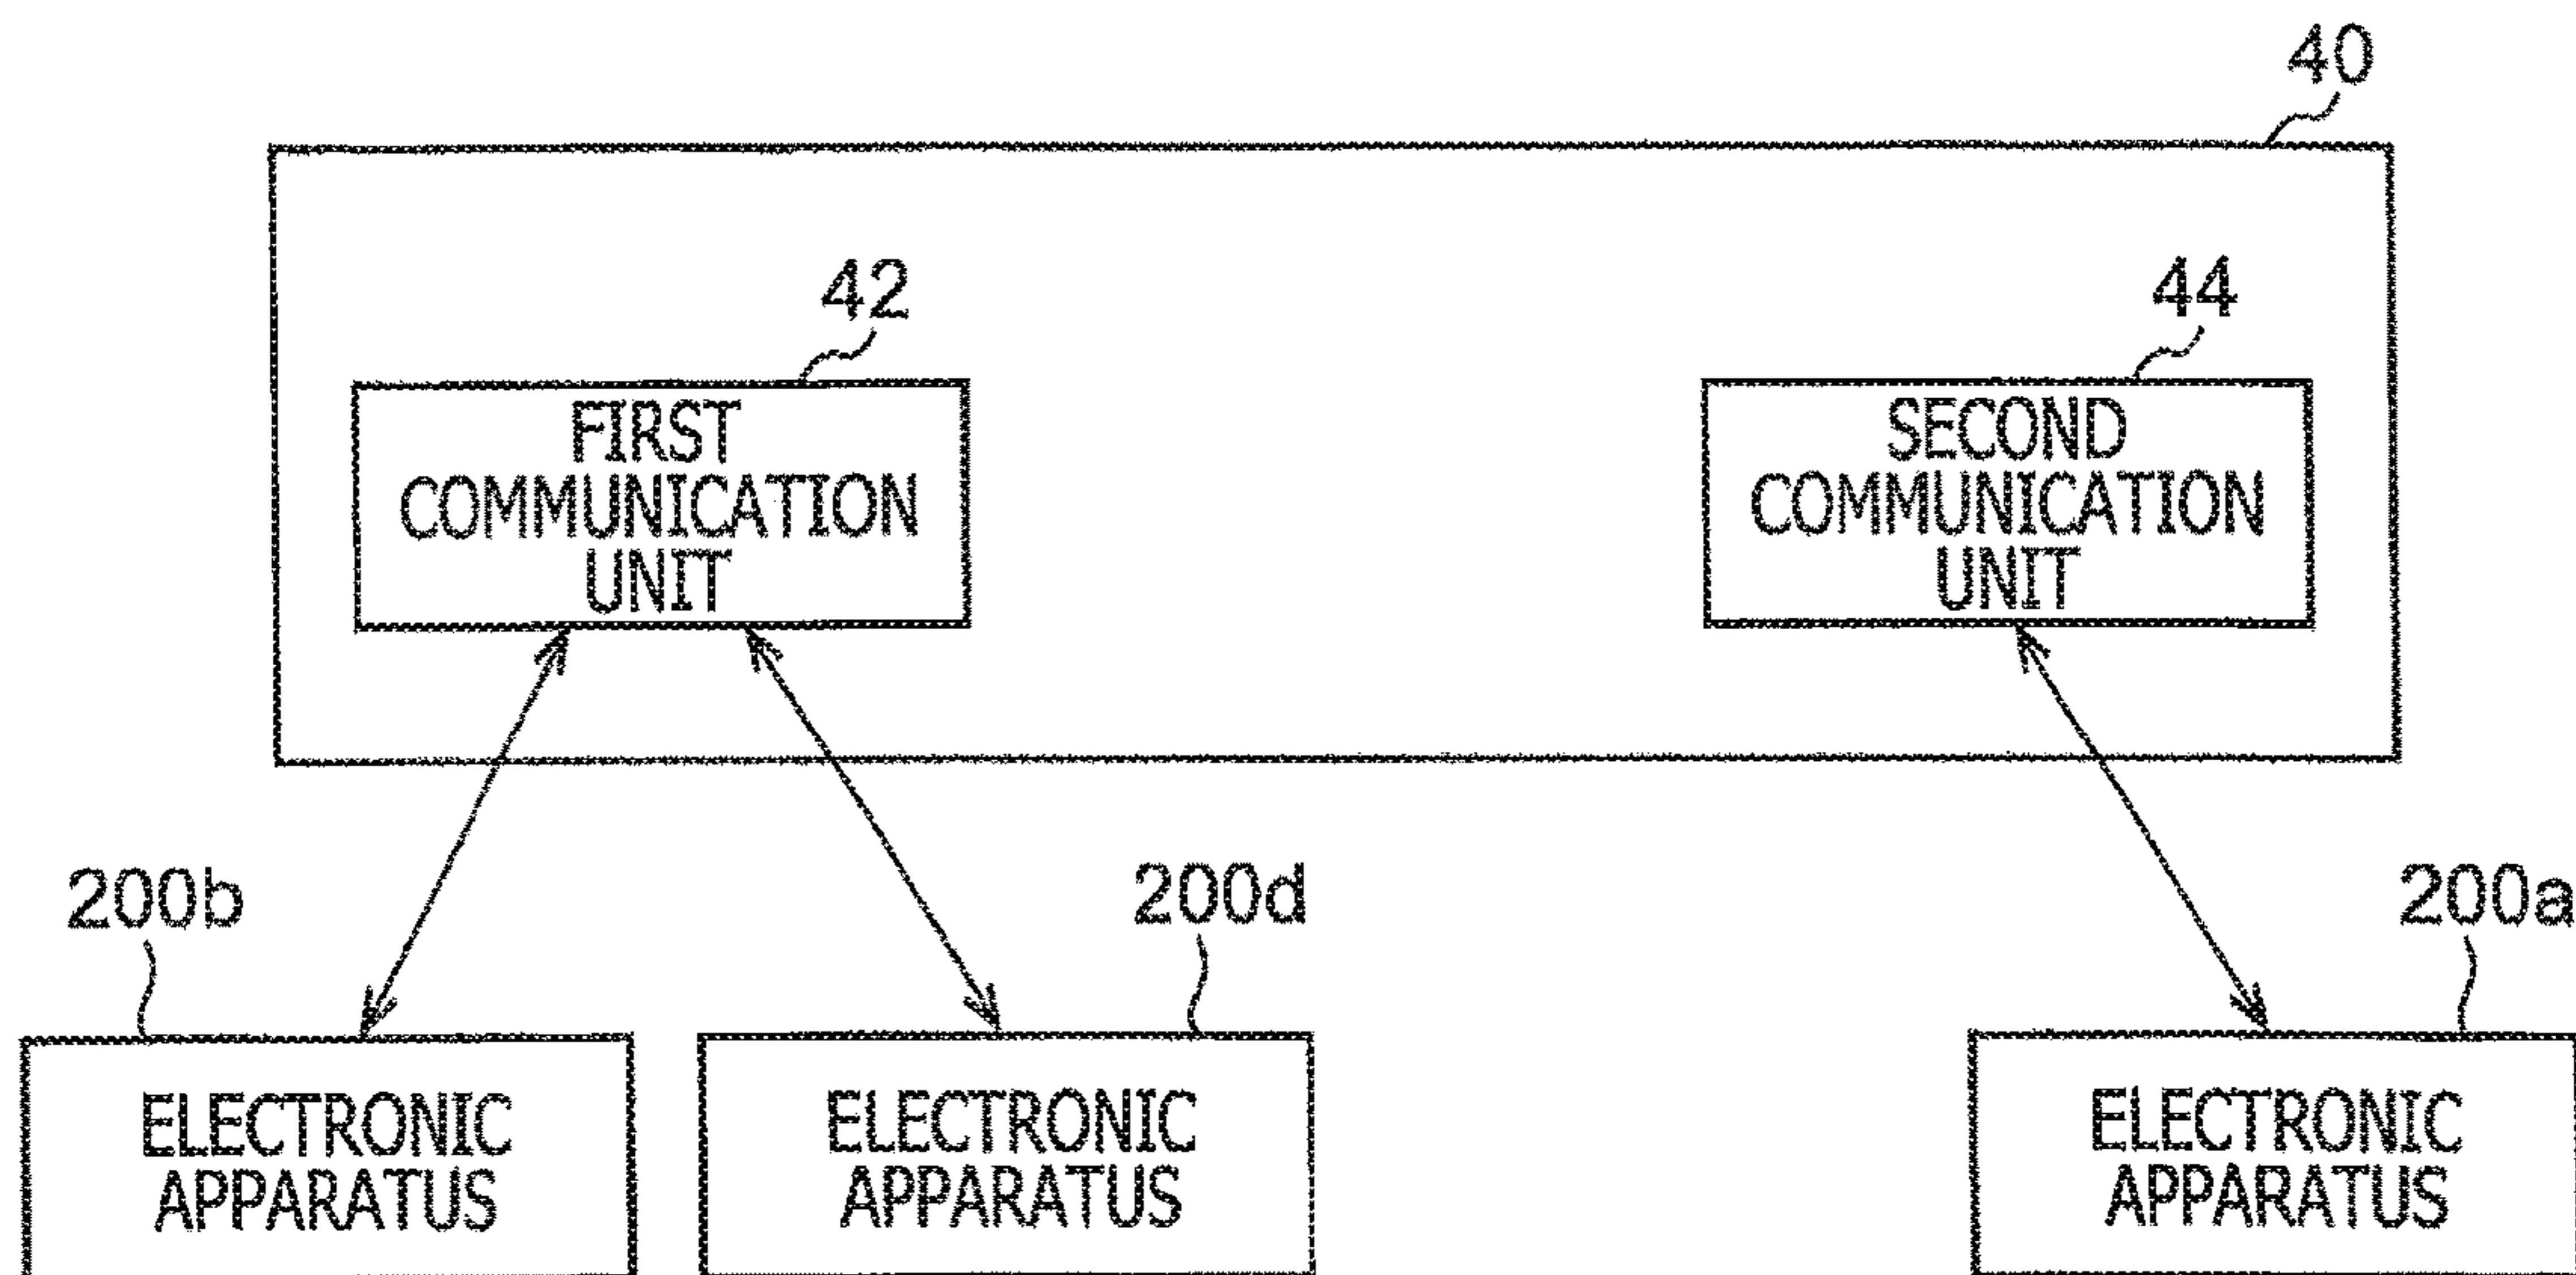 40
42
44
FIRST
COMMUNICATION
UNIT
SECOND
COMMUNICATION
UNIT
200b
200d
200a
ELECTRONIC
APPARATUS
ELECTRONIC
APPARATUS
ELECTRONIC
APPARATUS